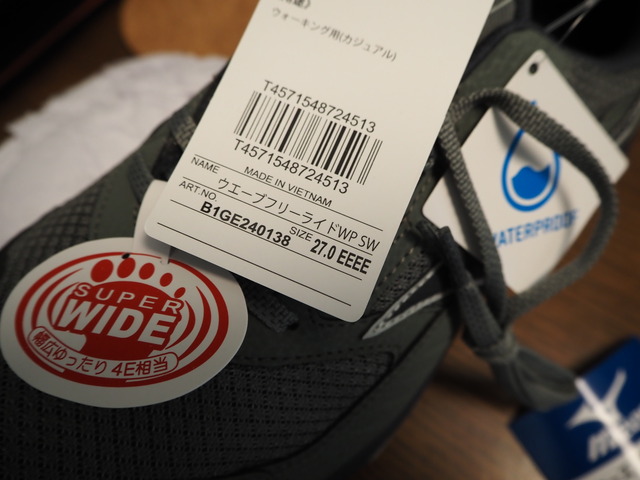 ウォーキング用(カジュアル)
T4571548724513
T4571548724513
MADE IN VIETNAM
NAME ウエーブフリーライドWP SW
ART.NO. B1GE240138 SIZE 27.0 EEEE
SUPER
WIDE
幅広ゆったり 4E相当
WATERPROOF